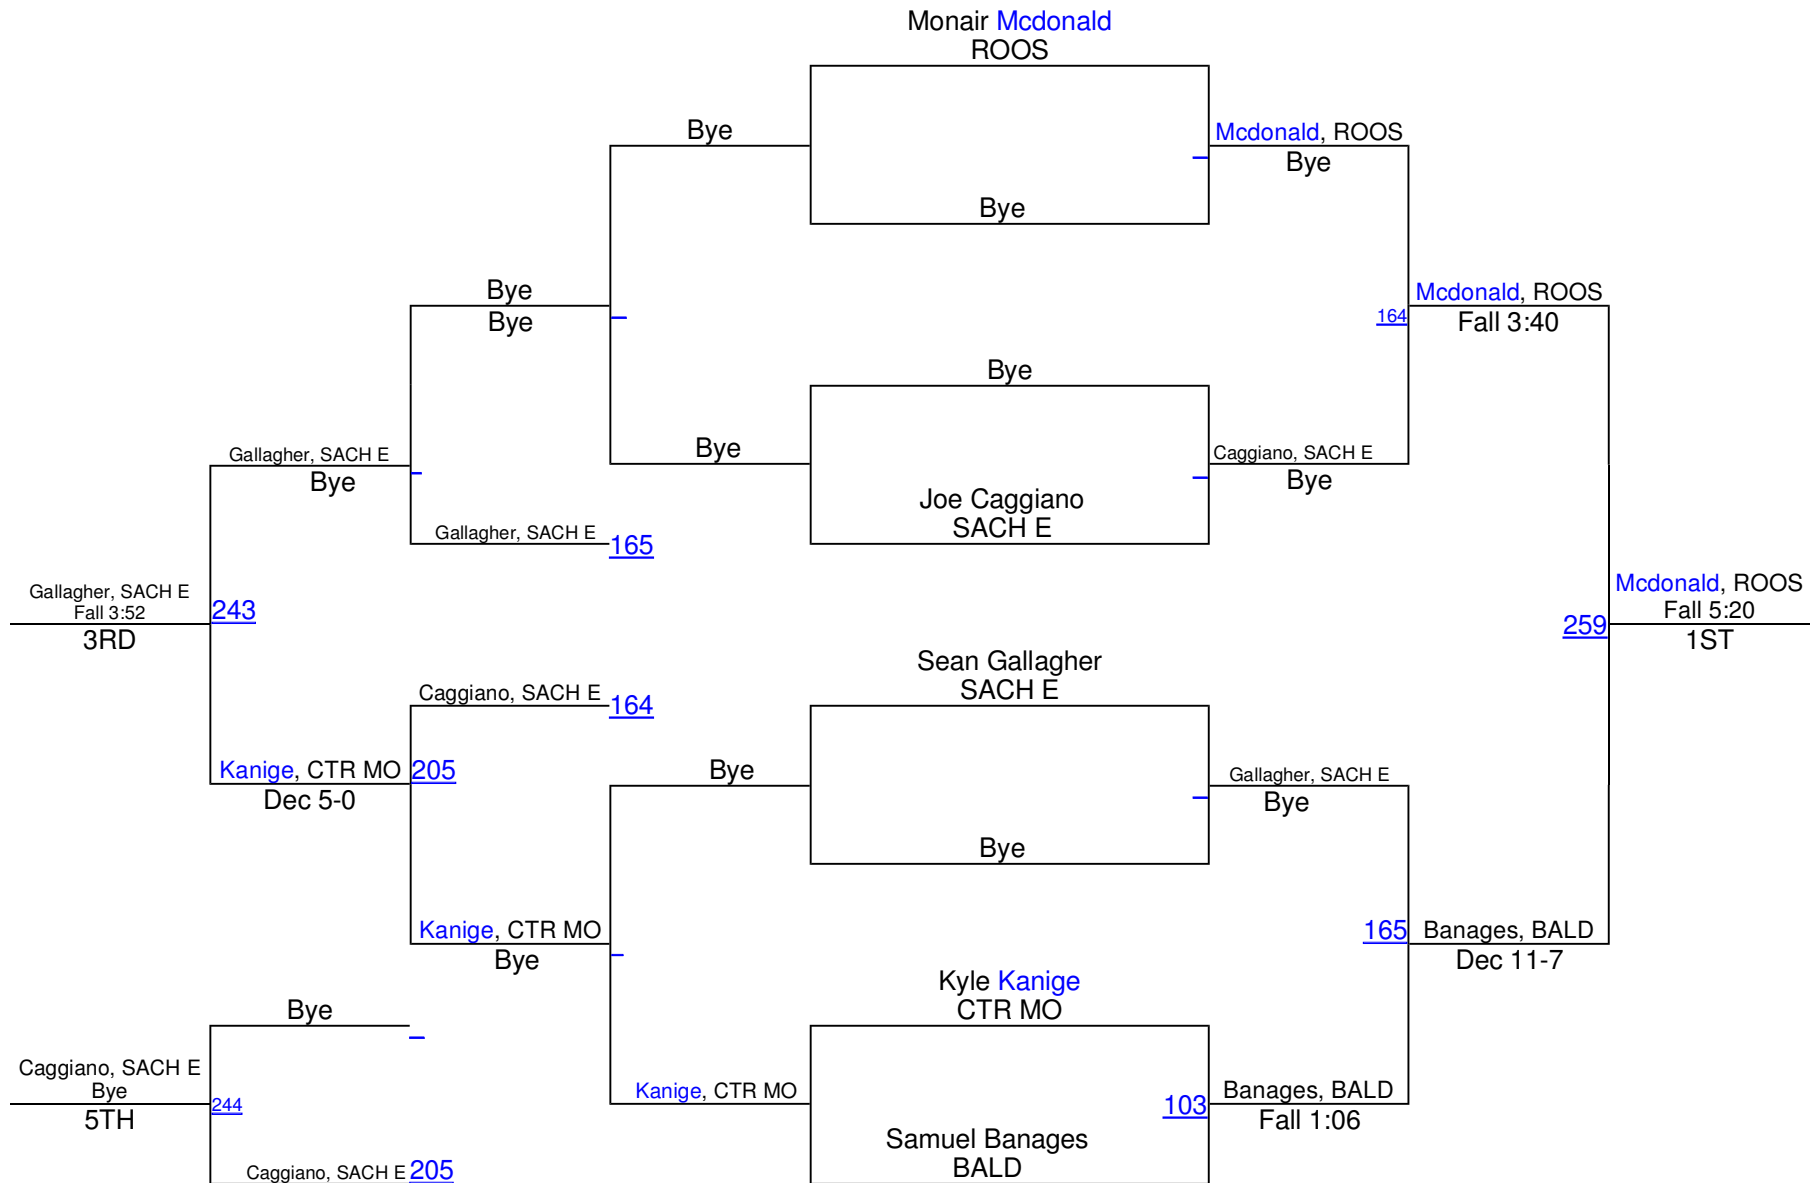 Monair Mcdonald
ROOS
Bye
Mcdonald, ROOS
Bye
Bye
Bye
Bye
Mcdonald, ROOS
164
Fall 3:40
Bye
Bye
Gallagher, SACH E
Bye
Caggiano, SACH E
Bye
Joe Caggiano
SACH E
Gallagher, SACH E 165
Gallagher, SACH E
Fall 3:52
243
3RD
Mcdonald, ROOS
Fall 5:20
259
1ST
Sean Gallagher
SACH E
Caggiano, SACH E 164
Kanige, CTR MO 205
Dec 5-0
Bye
Gallagher, SACH E
Bye
Bye
Kanige, CTR MO
Bye
165 Banages, BALD
Dec 11-7
Kyle Kanige
CTR MO
Bye
Caggiano, SACH E
Bye
244
5TH
Kanige, CTR MO
103
Banages, BALD
Fall 1:06
Samuel Banages
BALD
Caggiano, SACH E 205